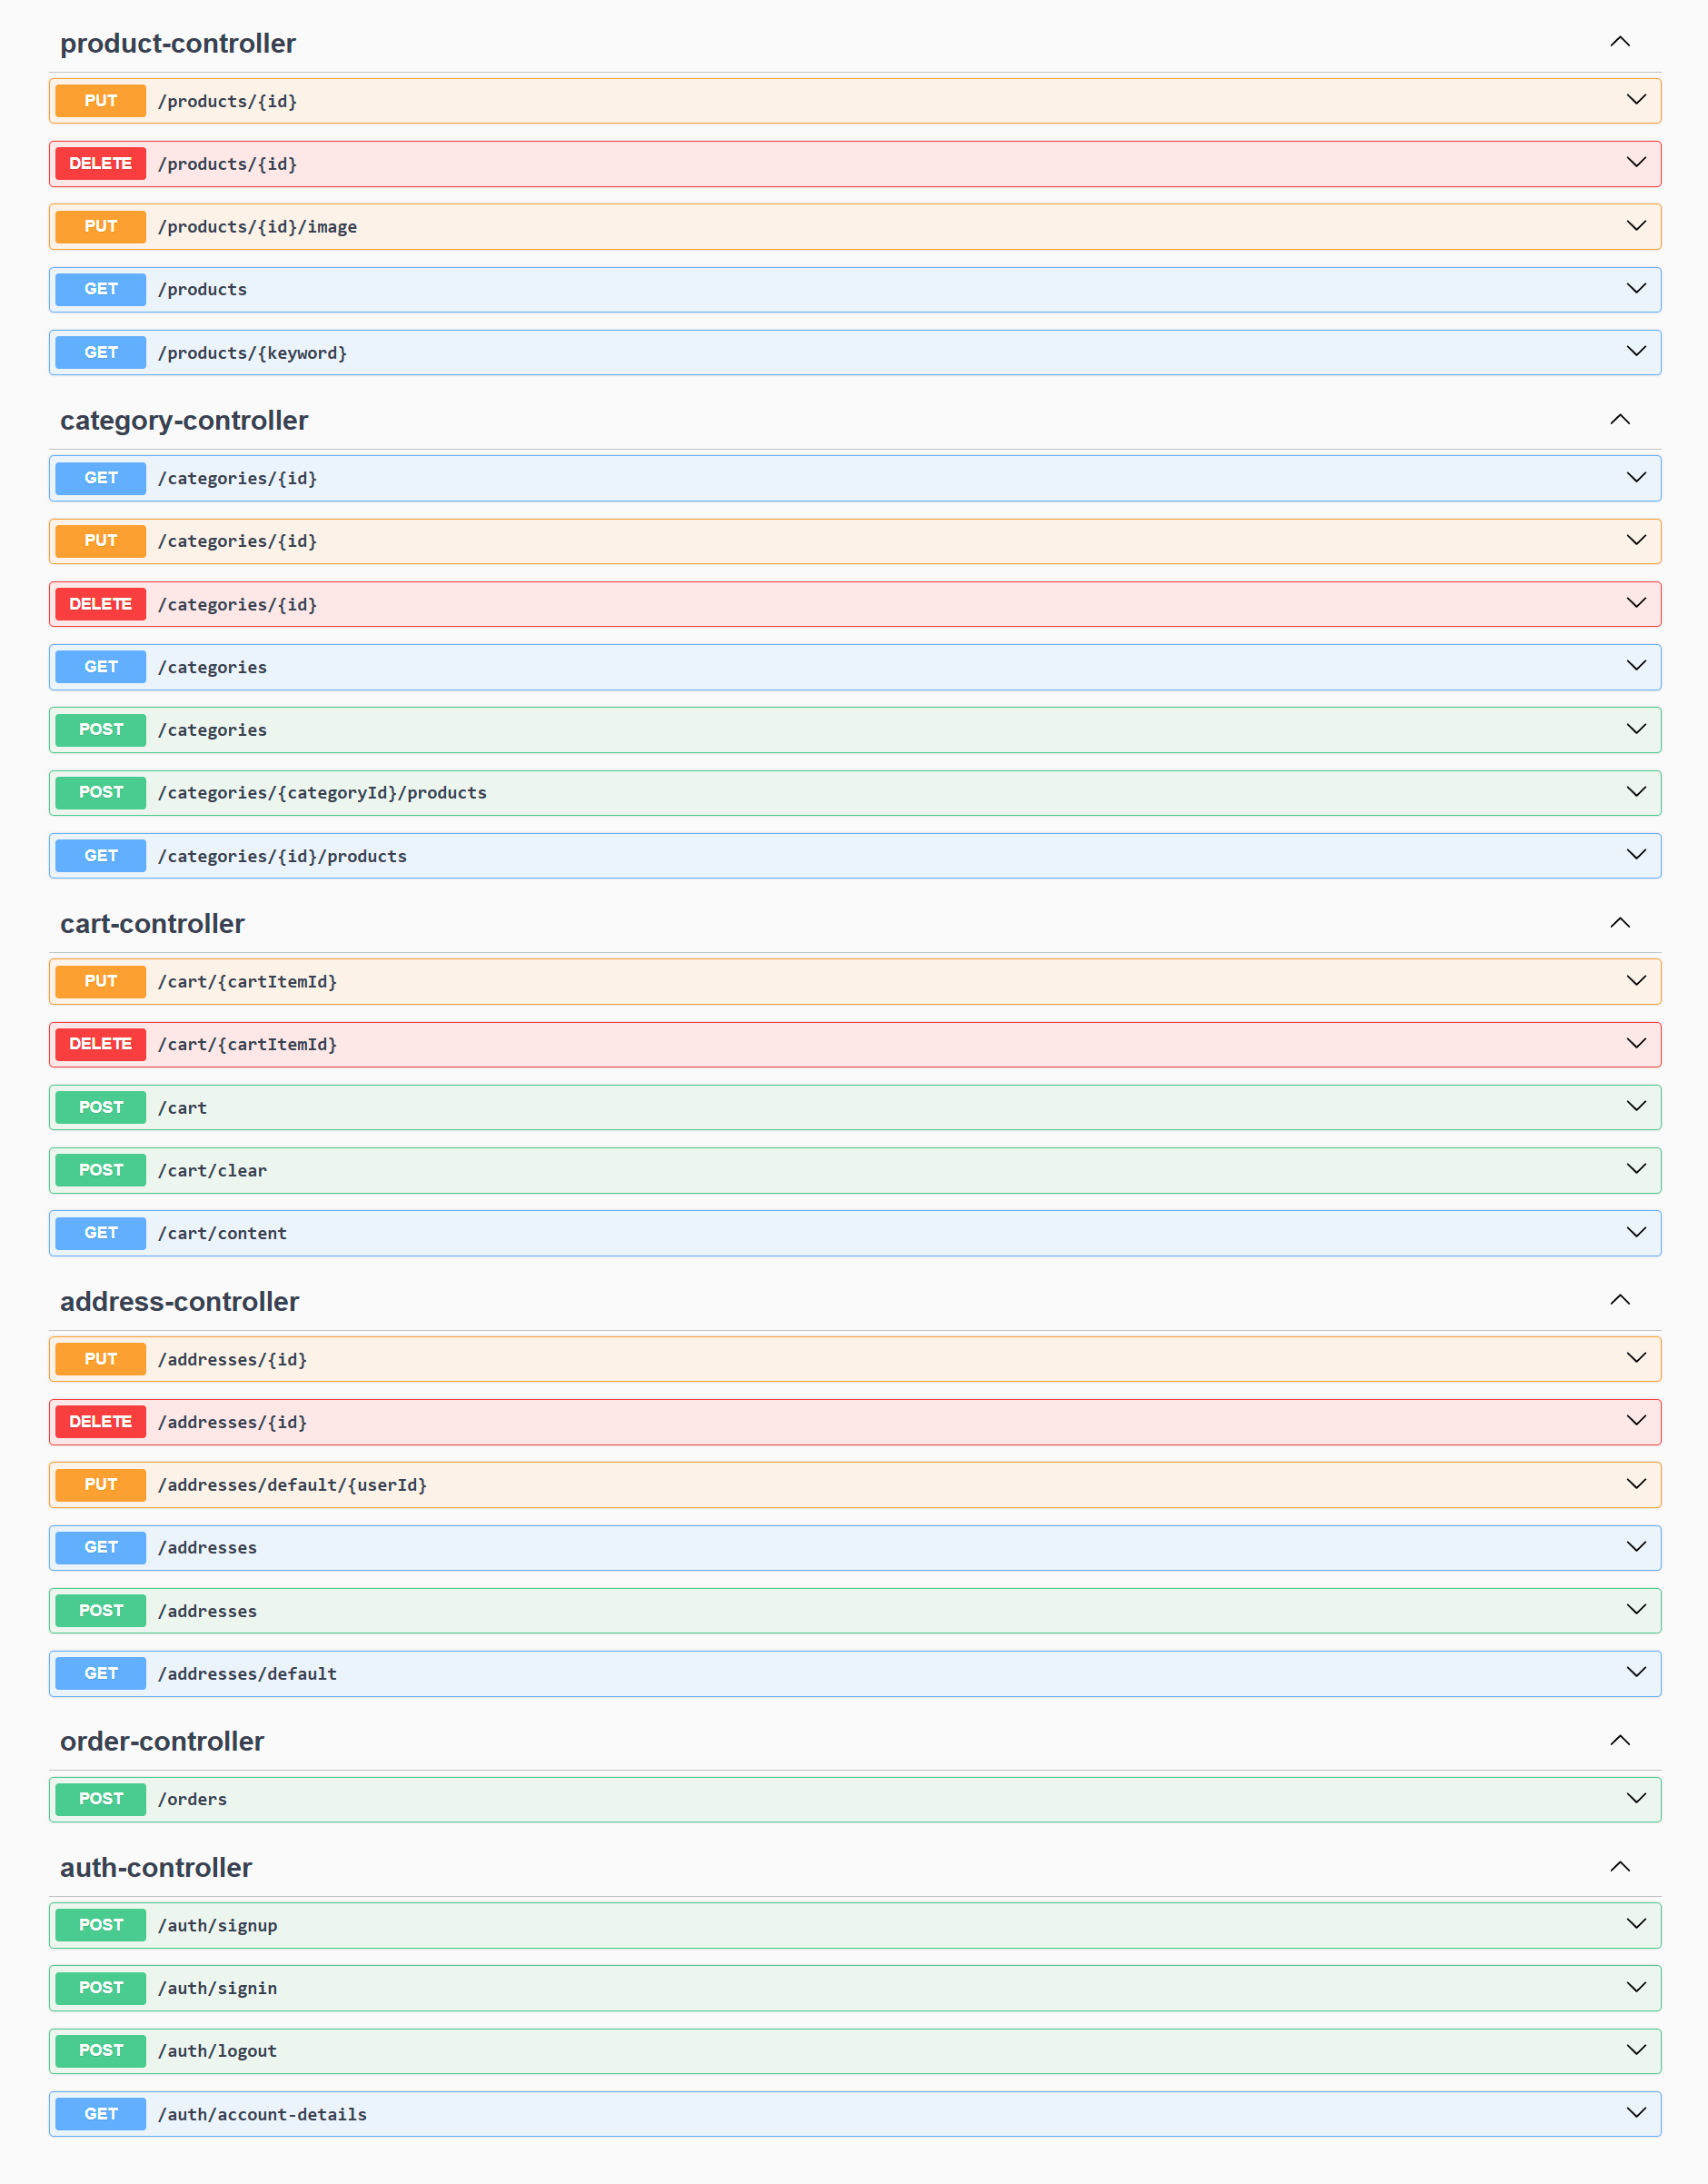 product-controller
PUT /products/{id}
DELETE /products/{id}
PUT /products/{id}/image
GET /products
GET /products/{keyword}
category-controller
GET /categories/{id}
PUT /categories/{id}
DELETE /categories/{id}
GET /categories
POST /categories
POST /categories/{categoryId}/products
GET /categories/{id}/products
cart-controller
PUT /cart/{cartItemId}
DELETE /cart/{cartItemId}
POST /cart
POST /cart/clear
GET /cart/content
address-controller
PUT /addresses/{id}
DELETE /addresses/{id}
PUT /addresses/default/{userId}
GET /addresses
POST /addresses
GET /addresses/default
order-controller
POST /orders
auth-controller
POST /auth/signup
POST /auth/signin
POST /auth/logout
GET /auth/account-details